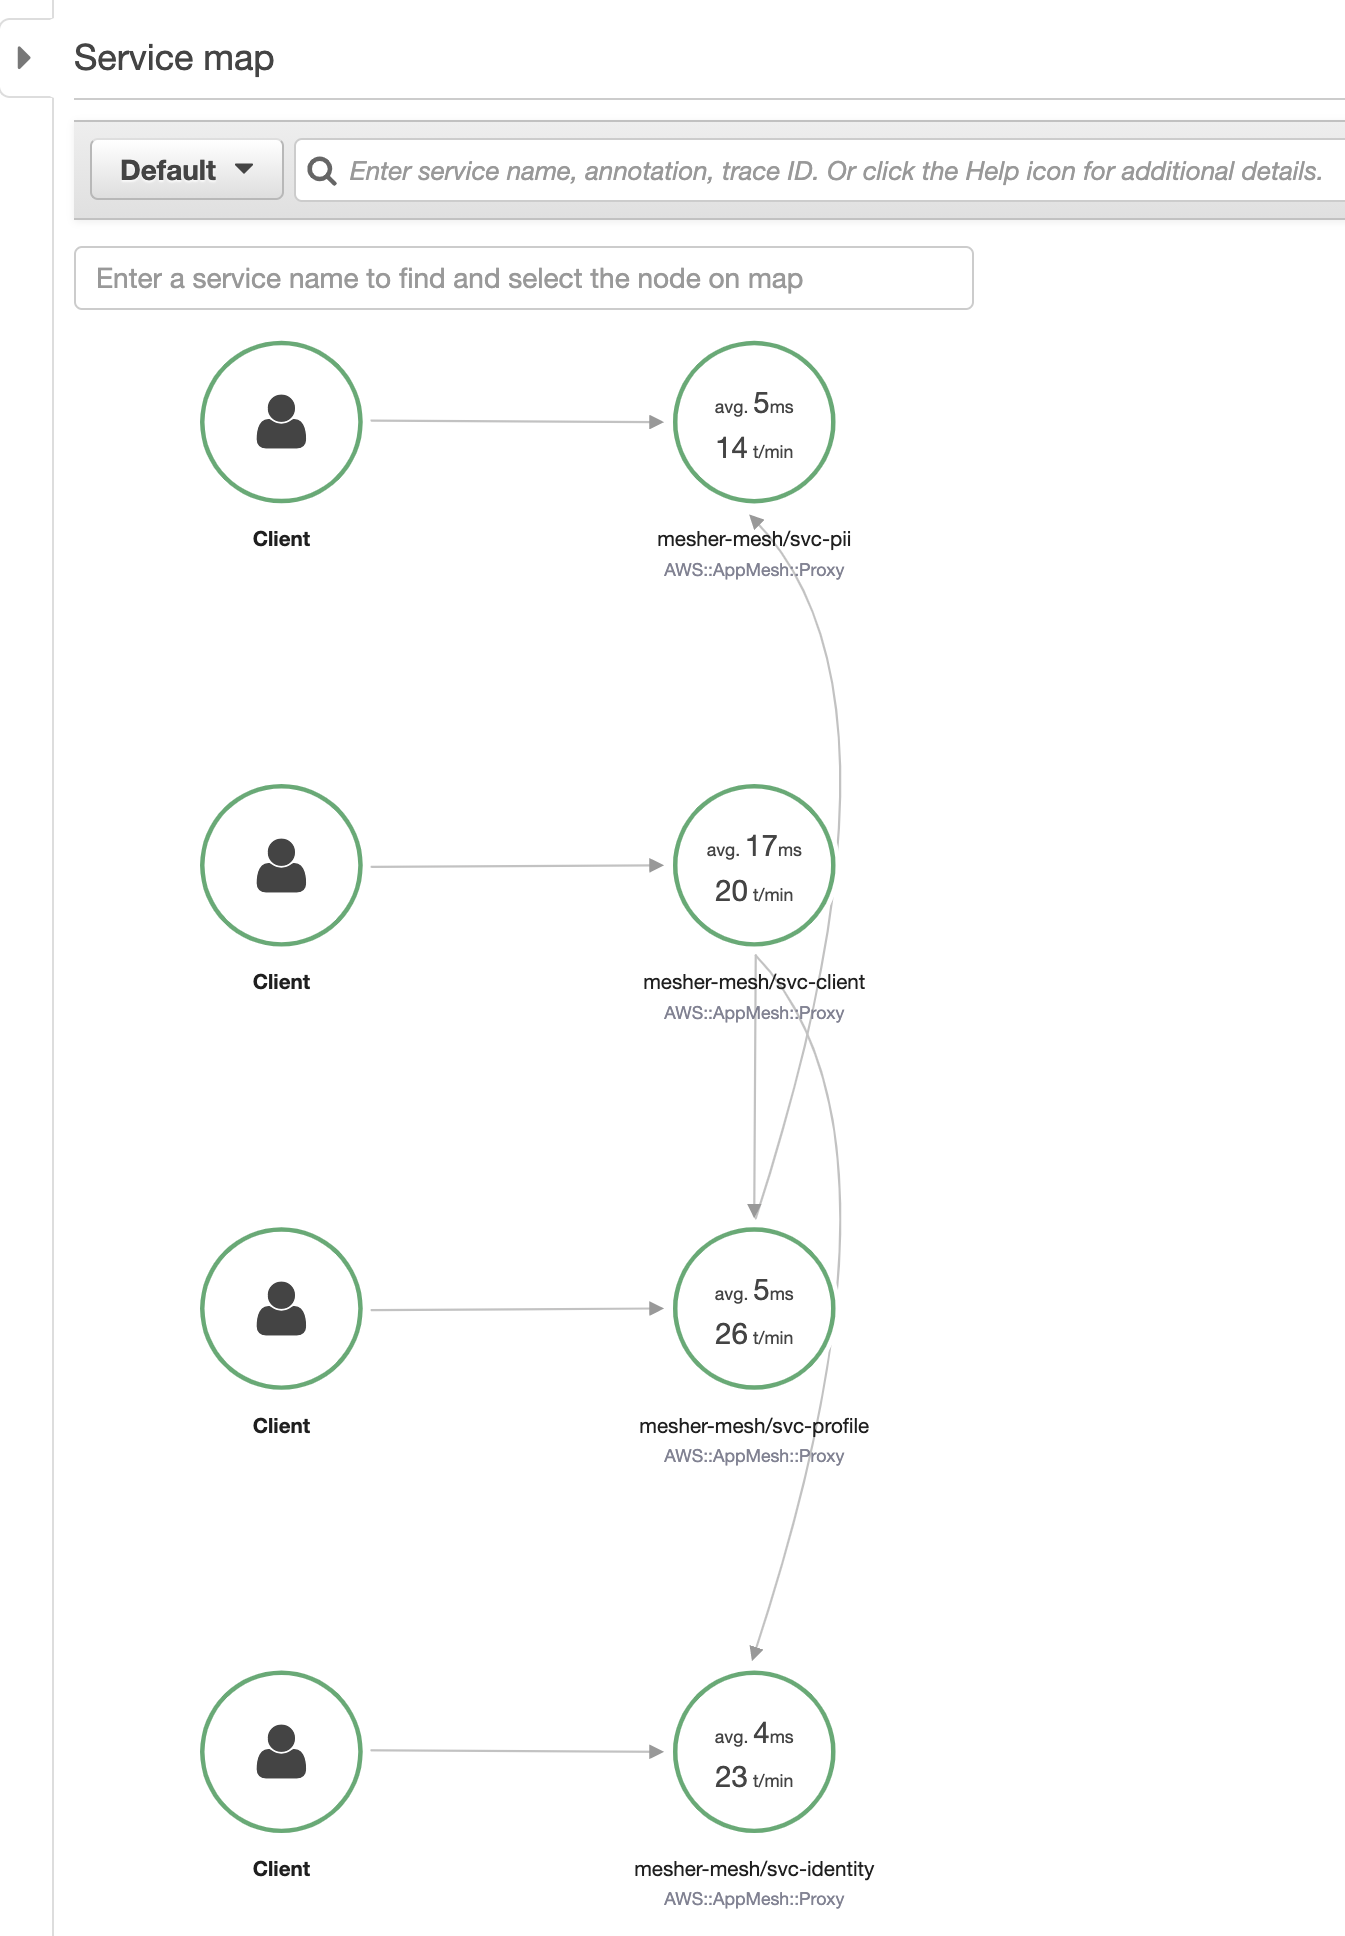 Service map
Default
Enter service name, annotation, trace ID. Or click the Help icon for additional details.
Enter a service name to find and select the node on map
avg. 5ms
14 t/min
Client
mesher-mesh/svc-pii
AWS::AppMesh::Proxy
avg. 17ms
20 t/min
Client
mesher-mesh/svc-client
AWS::AppMesh::Proxy
avg. 5ms
26 t/min
Client
mesher-mesh/svc-profile
AWS::AppMesh::Proxy
avg. 4ms
23 t/min
Client
mesher-mesh/svc-identity
AWS::AppMesh::Proxy